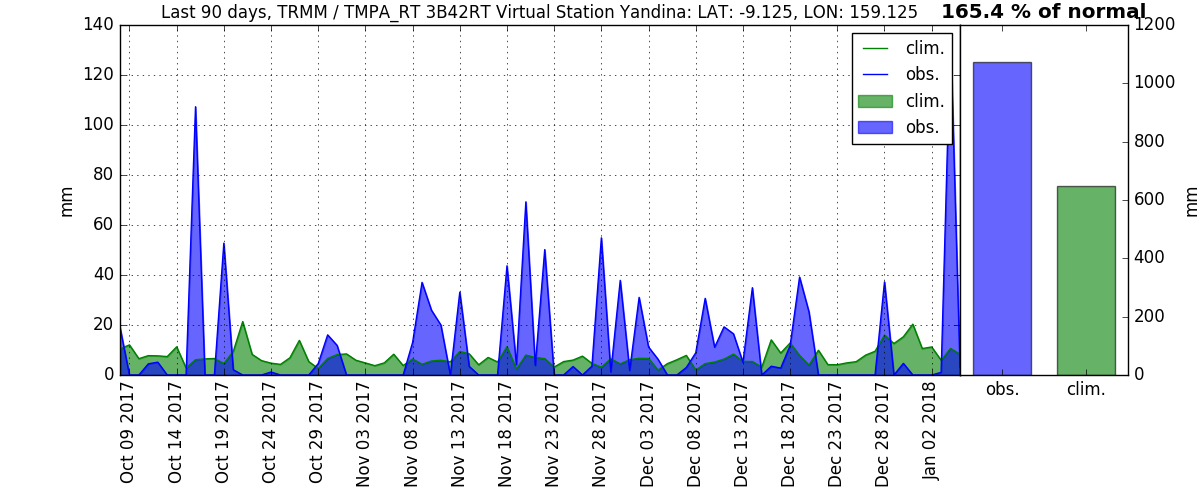 Last 90 days, TRMM / TMPA_RT 3B42RT Virtual Station Yandina: LAT: -9.125, LON: 159.125
165.4 % of normal
140
120
100
80
60
40
20
0
mm
clim.
obs.
clim.
obs.
1200
1000
800
600
400
200
0
mm
Oct 09 2017
Oct 14 2017
Oct 19 2017
Oct 24 2017
Oct 29 2017
Nov 03 2017
Nov 08 2017
Nov 13 2017
Nov 18 2017
Nov 23 2017
Nov 28 2017
Dec 03 2017
Dec 08 2017
Dec 13 2017
Dec 18 2017
Dec 23 2017
Dec 28 2017
Jan 02 2018
obs.
clim.